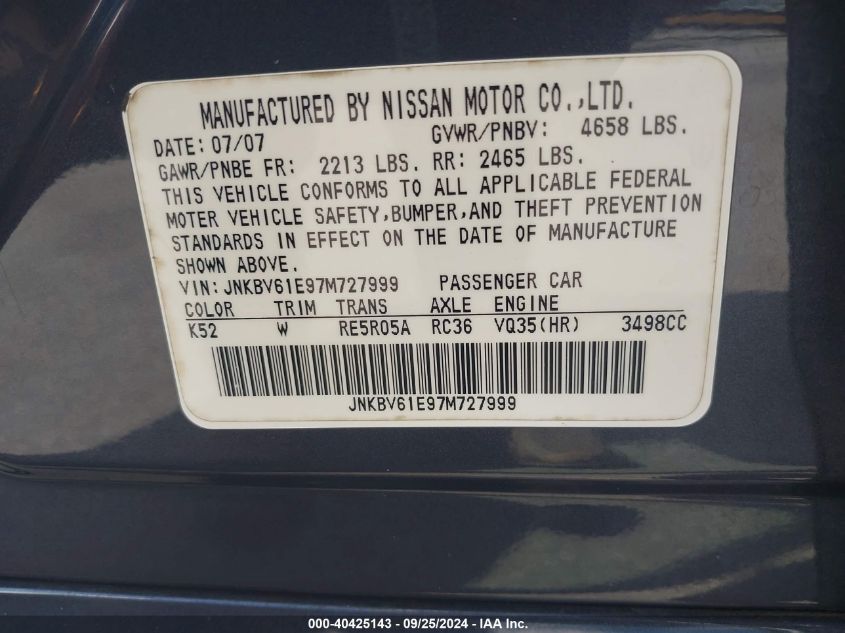 MANUFACTURED BY NISSAN MOTOR CO.,LTD.
DATE: 07/07 GVWR/PNBV: 4658 LBS.
GAWR/PNBE FR: 2213 LBS. RR: 2465 LBS.
THIS VEHICLE CONFORMS TO ALL APPLICABLE FEDERAL
MOTER VEHICLE SAFETY,BUMPER,AND THEFT PREVENTION
STANDARDS IN EFFECT ON THE DATE OF MANUFACTURE
SHOWN ABOVE.
VIN: JNKBV61E97M727999 PASSENGER CAR
COLOR TRIM TRANS AXLE ENGINE
K52 W RE5R05A RC36 VQ35(HR) 3498CC
JNKBV61E97M727999
000-40425143 - 09/25/2024 - IAA Inc.